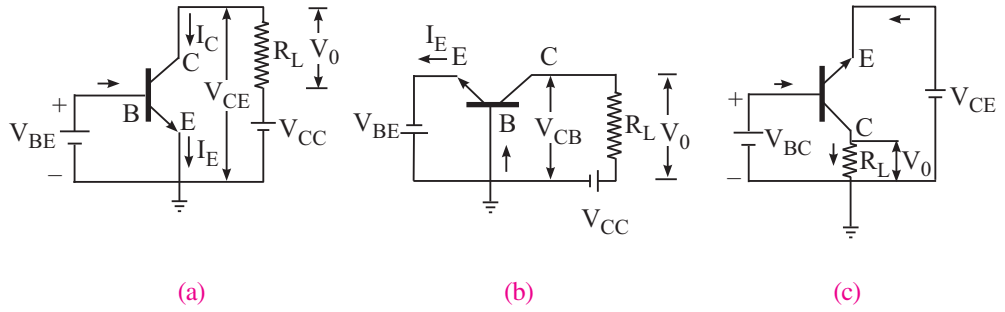 I_C
C
B
E
I_E
+
V_BE
–
V_CE
R_L
V_0
V_CC
(a)
I_E
E
C
B
V_BE
V_CB
R_L
V_0
V_CC
(b)
E
C
+
V_BC
–
R_L
V_0
V_CE
(c)